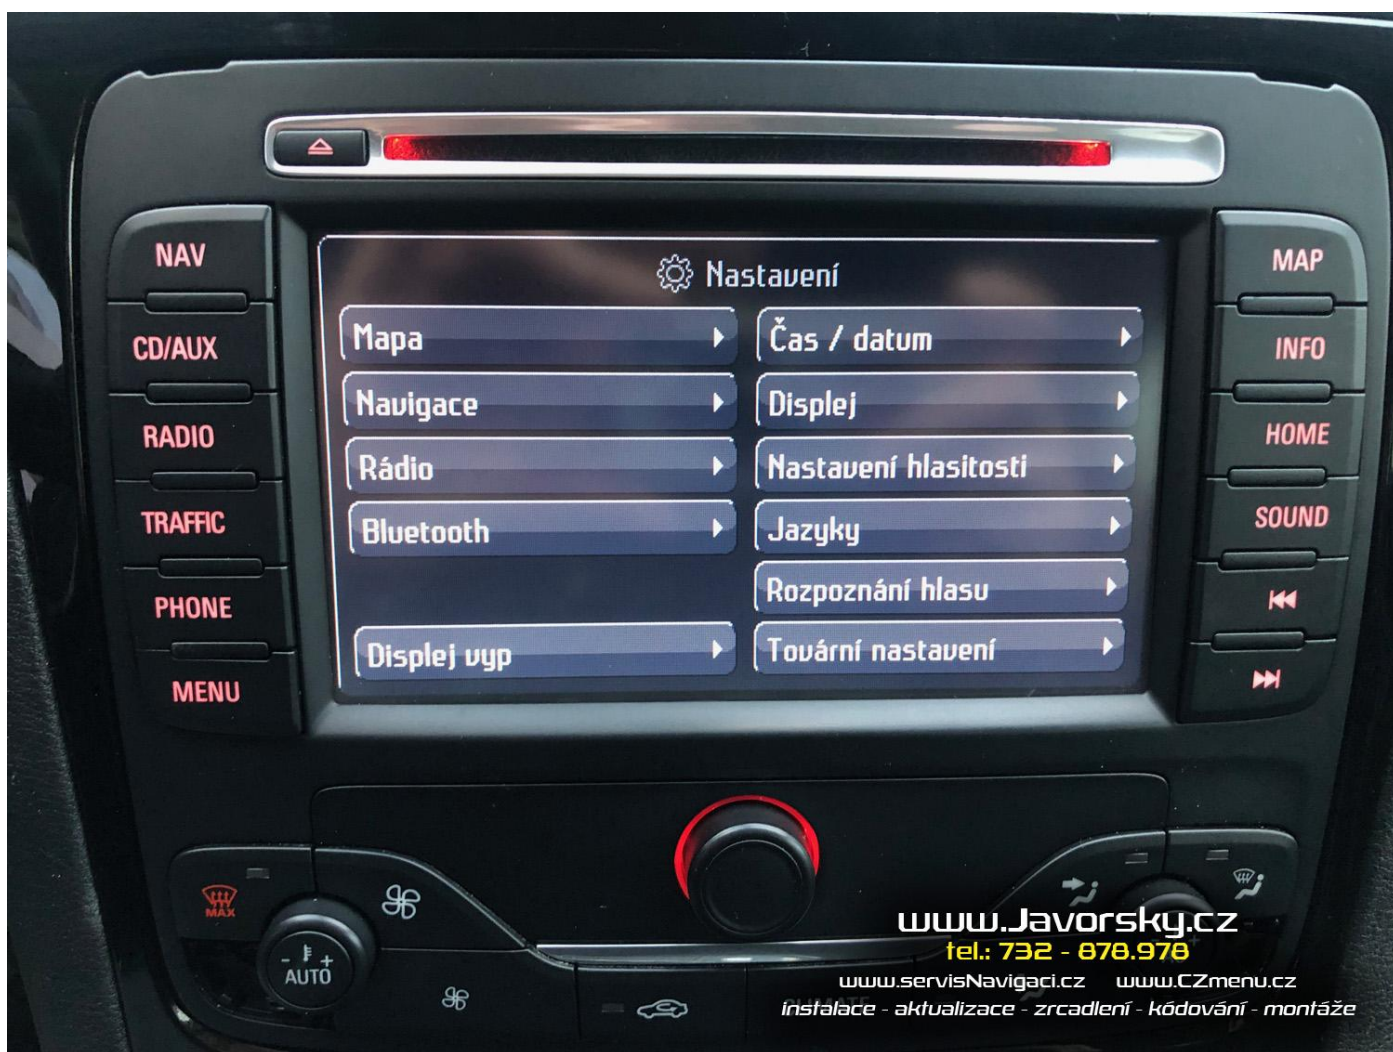 NAV
CD/AUX
RADIO
TRAFFIC
PHONE
MENU
Nastavení
Mapa
Čas / datum
Navigace
Displej
Rádio
Nastavení hlasitosti
Bluetooth
Jazyky
Rozpoznání hlasu
Displej vyp
Tovární nastavení
MAP
INFO
HOME
SOUND
MAX
- +
AUTO
www.Javorsky.cz
tel.: 732 - 878.978
www.servisNavigaci.cz www.CZmenu.cz
instalace - aktualizace - zrcadlení - kódování - montáže